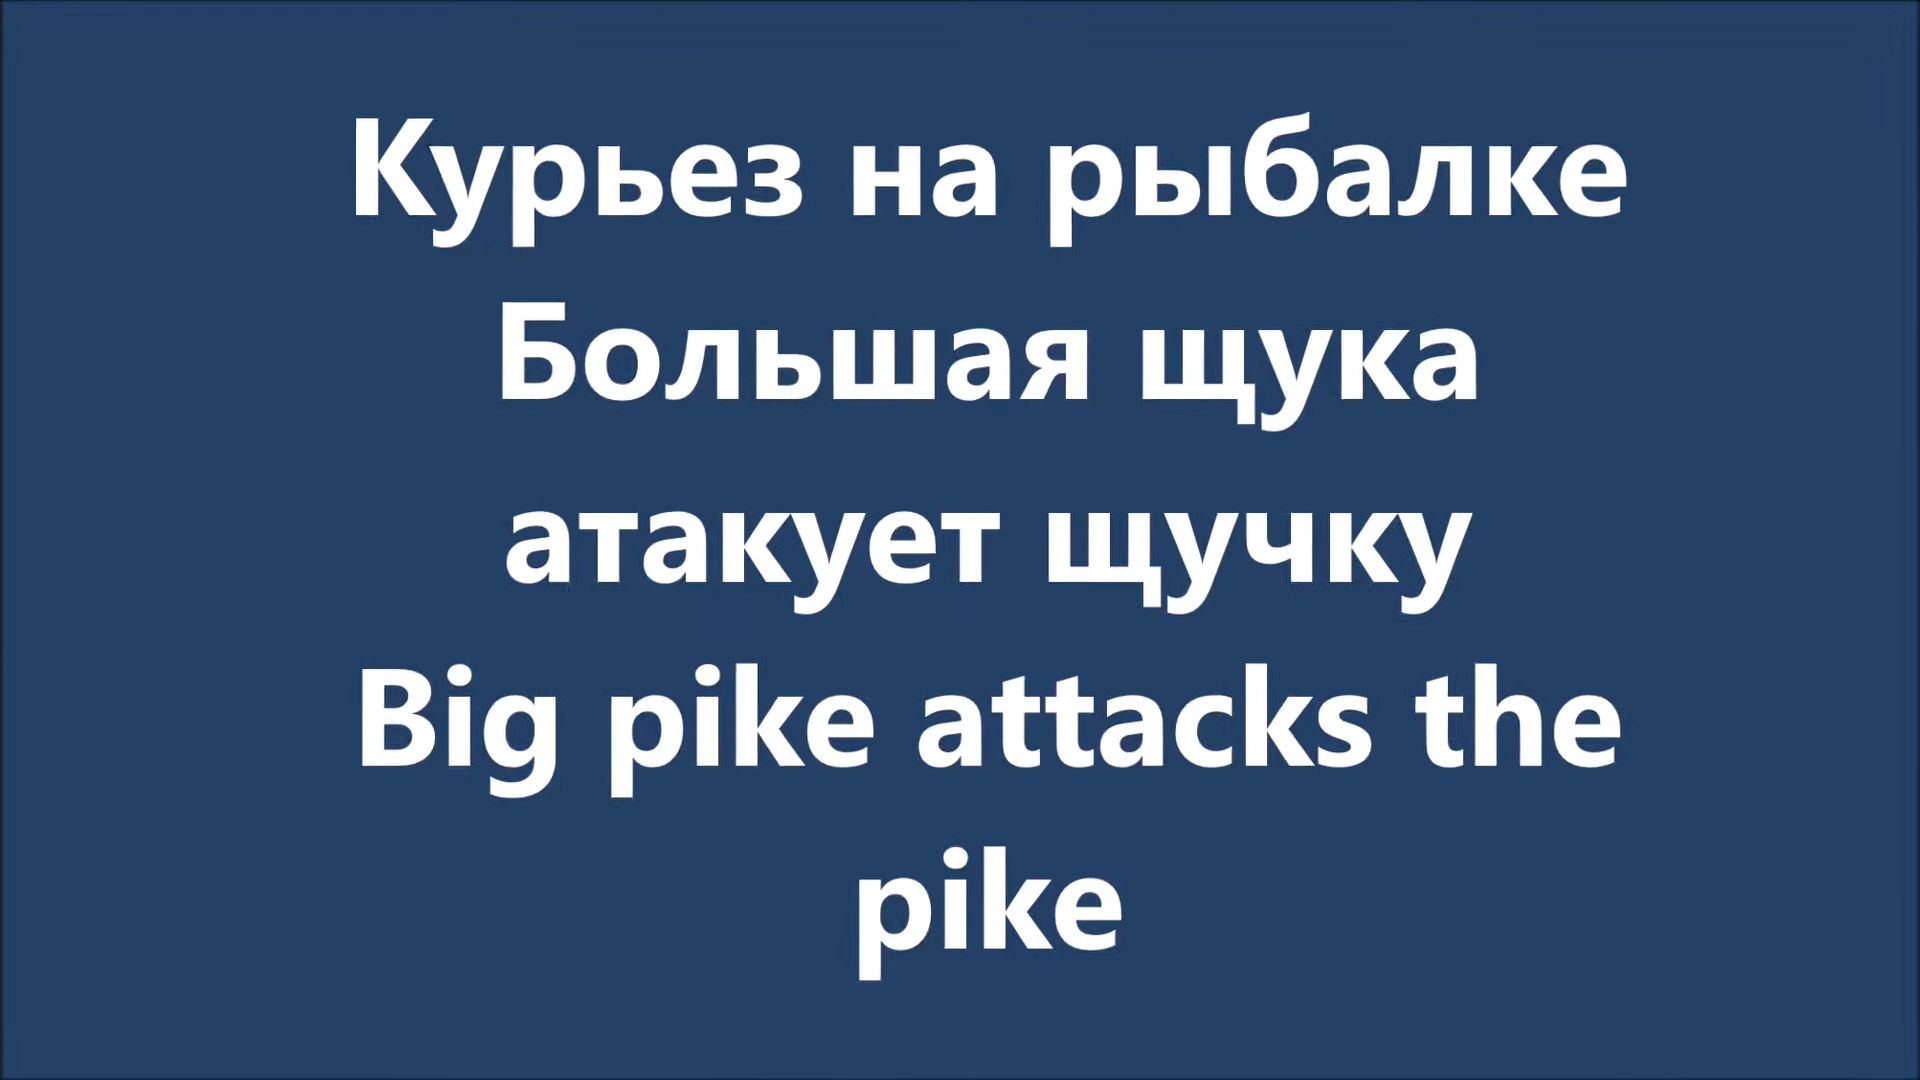 Курьез на рыбалке
Большая щука
атакует щучку
Big pike attacks the
pike